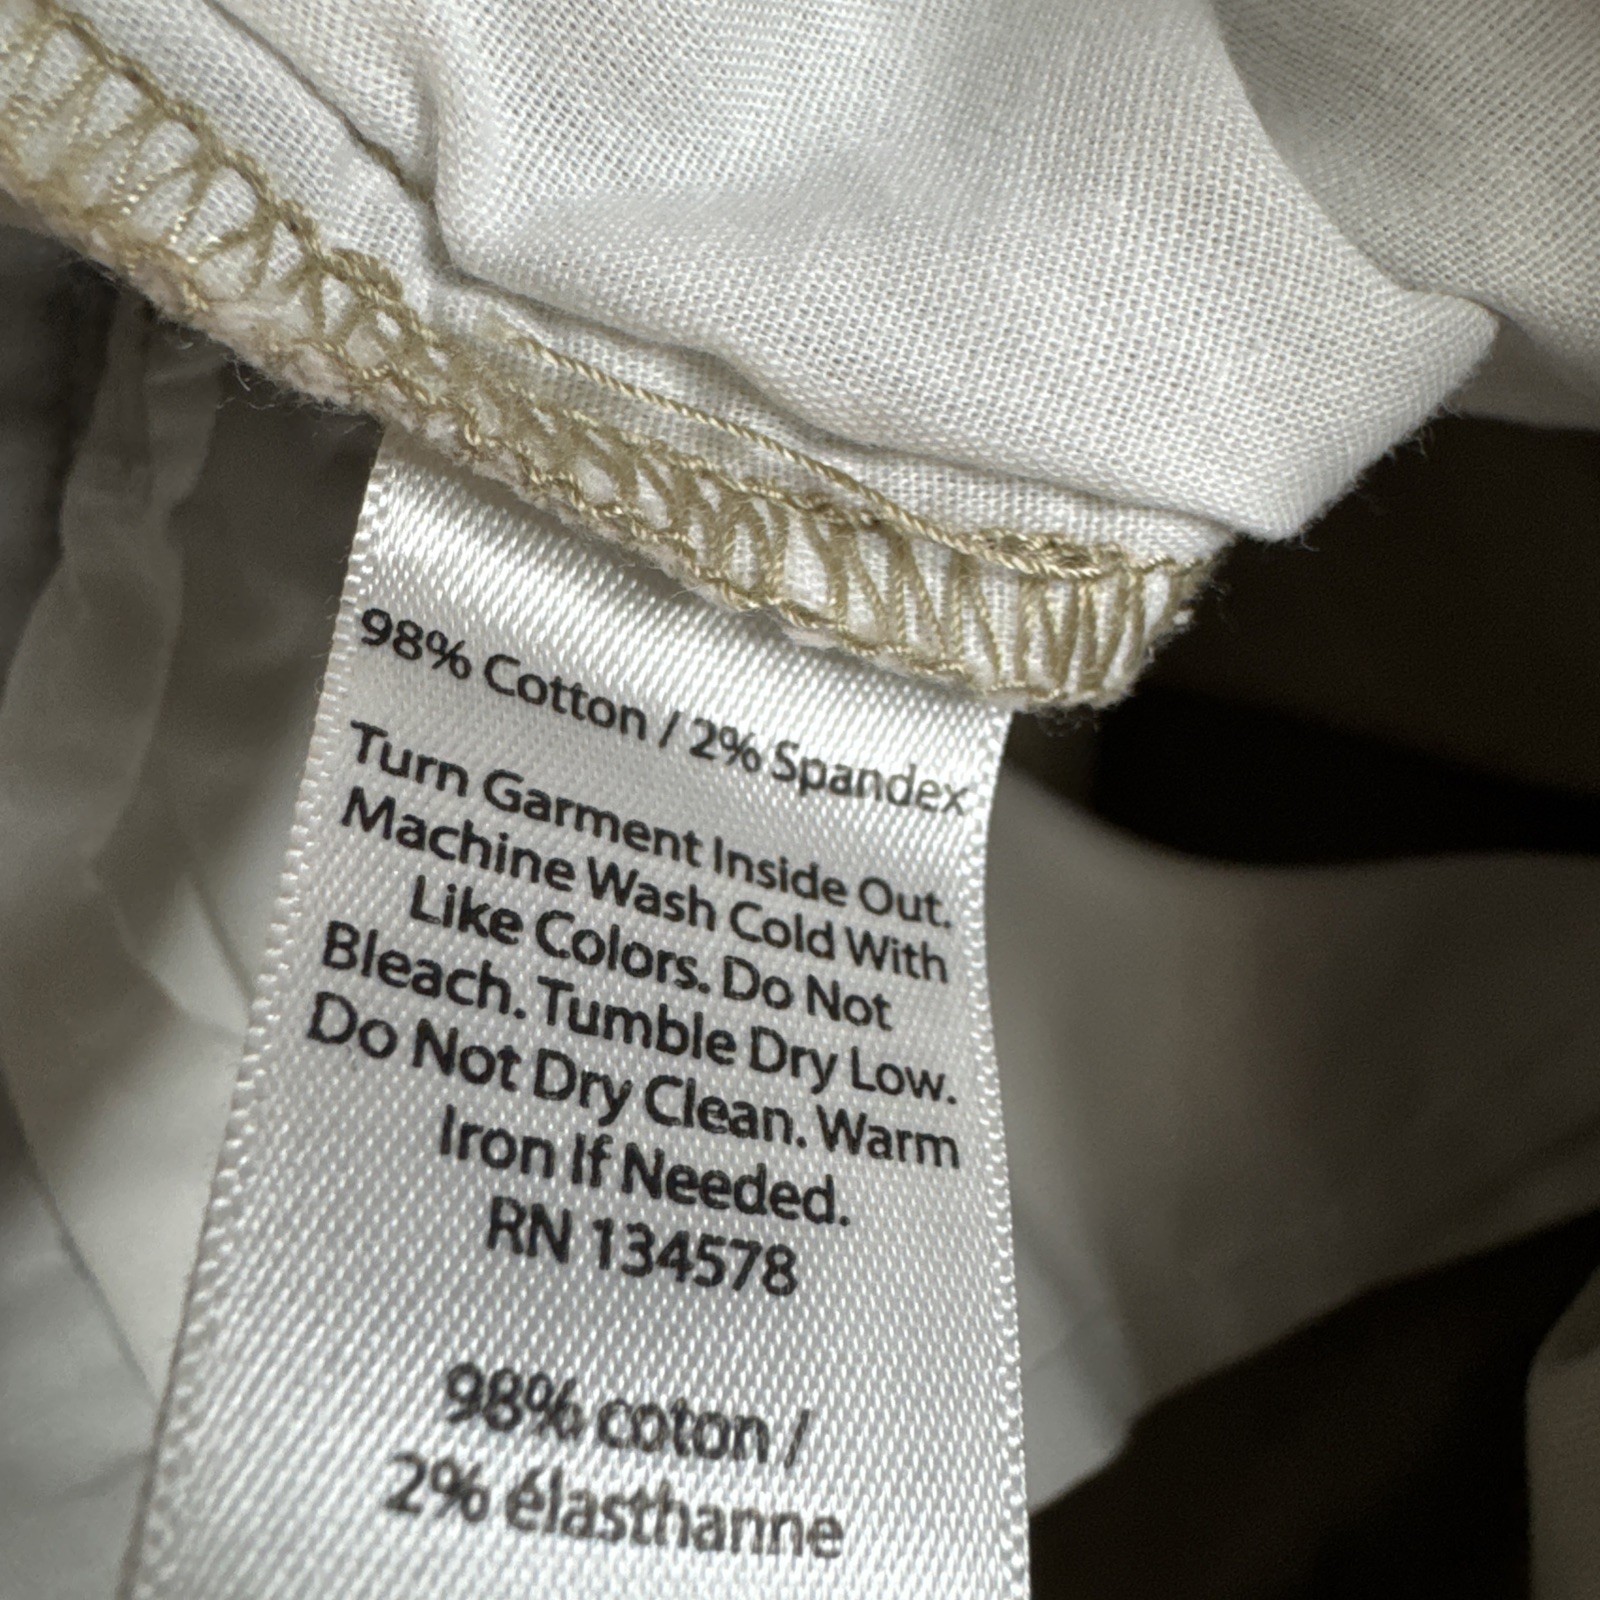 98% Cotton / 2% Spandex
Turn Garment Inside Out.
Machine Wash Cold With
Like Colors. Do Not
Bleach. Tumble Dry Low.
Do Not Dry Clean. Warm
Iron If Needed.
RN 134578
98% coton /
2% élasthanne